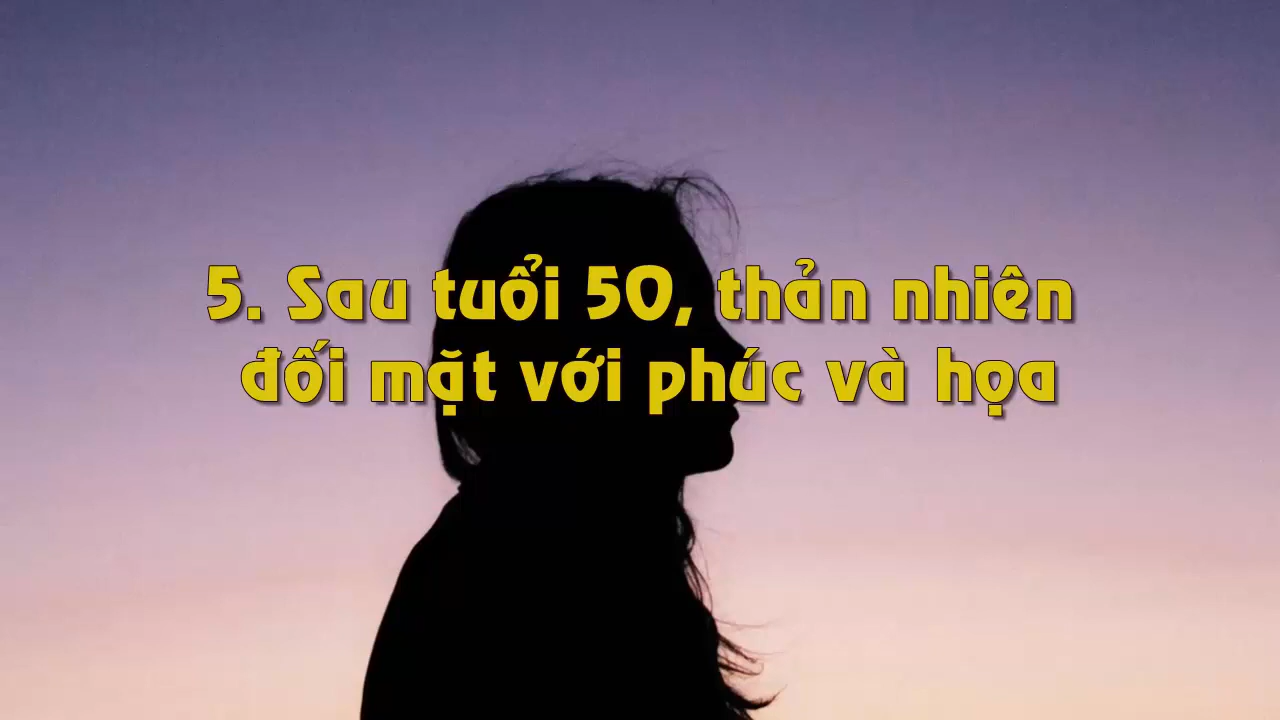 5. Sau tuổi 50, thản nhiên
đối mặt với phúc và họa